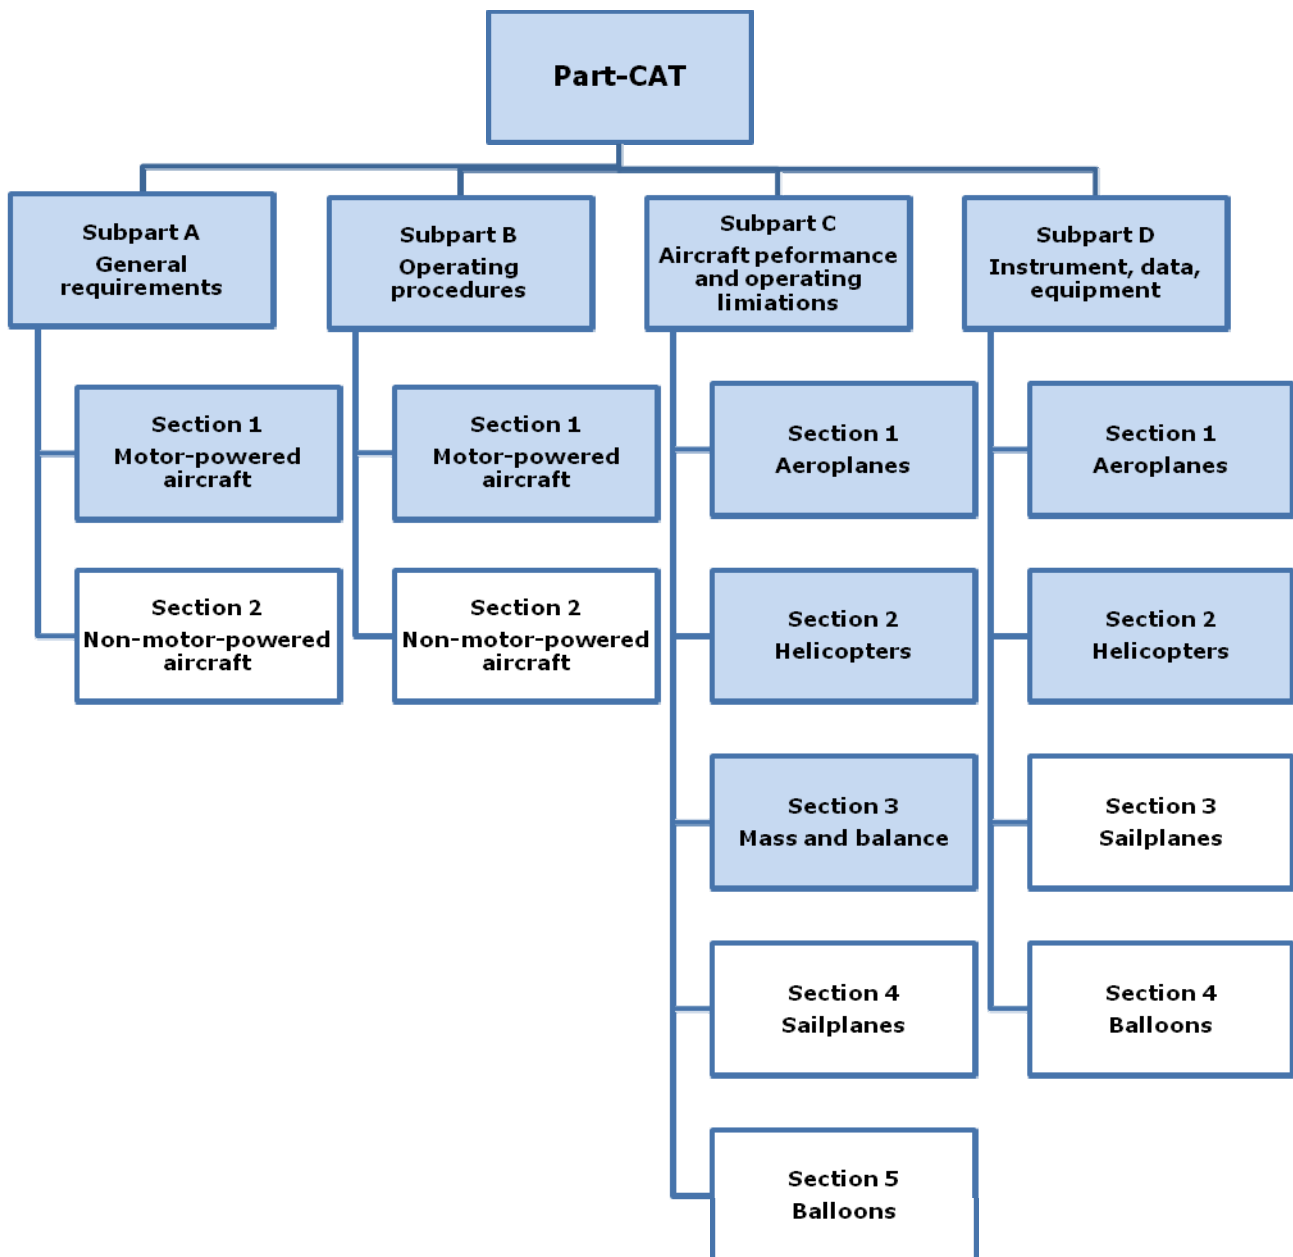 Part-CAT
Subpart A
General
requirements
Section 1
Motor-powered
aircraft
Section 2
Non-motor-powered
aircraft
Subpart B
Operating
procedures
Section 1
Motor-powered
aircraft
Section 2
Non-motor-powered
aircraft
Subpart C
Aircraft peformance
and operating
limiations
Section 1
Aeroplanes
Section 2
Helicopters
Section 3
Mass and balance
Section 4
Sailplanes
Section 5
Balloons
Subpart D
Instrument, data,
equipment
Section 1
Aeroplanes
Section 2
Helicopters
Section 3
Sailplanes
Section 4
Balloons